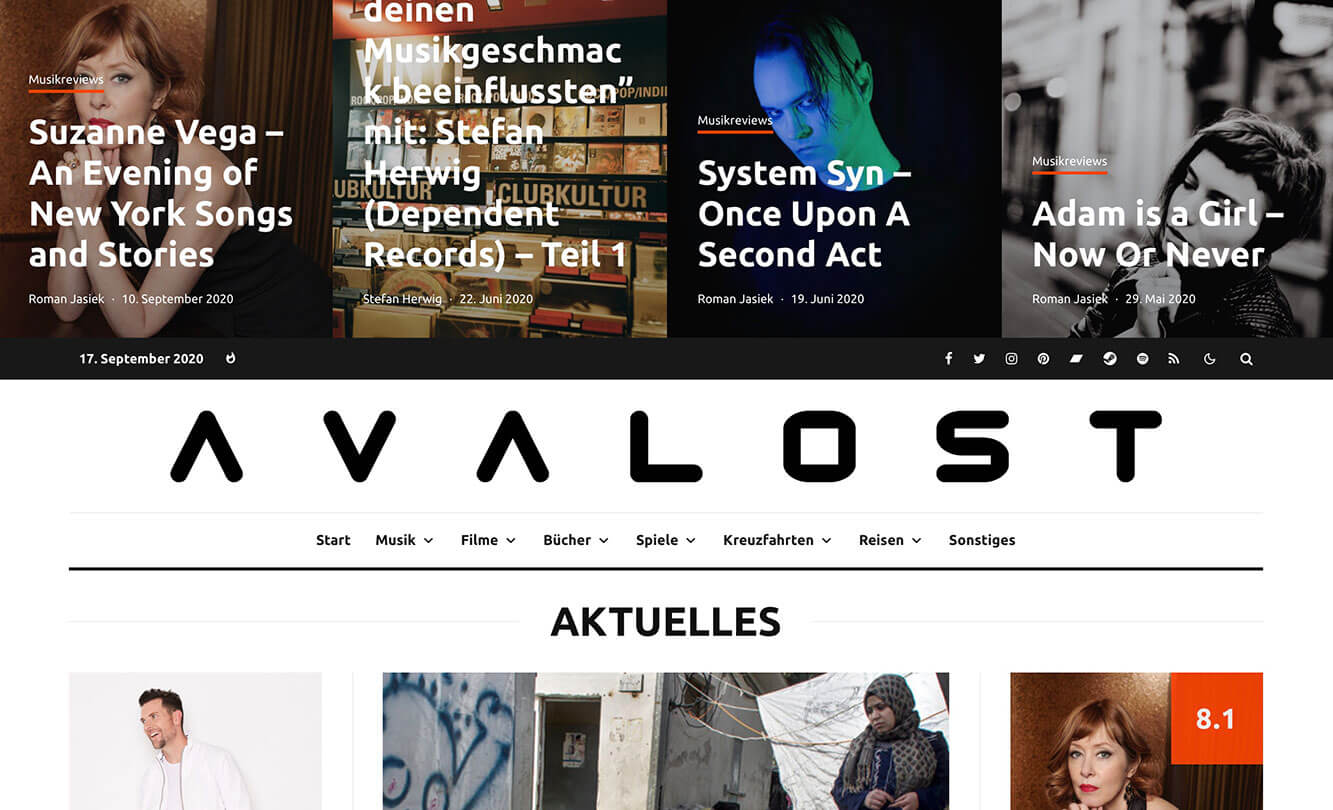 Musikreviews
Suzanne Vega –
An Evening of
New York Songs
and Stories
Roman Jasiek · 10. September 2020
deinen
Musikgeschmac
k beeinflussten”
mit: Stefan
Herwig
(Dependent
Records) – Teil 1
Stefan Herwig · 22. Juni 2020
CLUBKULTUR
Musikreviews
System Syn –
Once Upon A
Second Act
Roman Jasiek · 19. Juni 2020
Musikreviews
Adam is a Girl –
Now Or Never
Roman Jasiek · 29. Mai 2020
17. September 2020
AVALOST
Start Musik Filme Bücher Spiele Kreuzfahrten Reisen Sonstiges
AKTUELLES
8.1